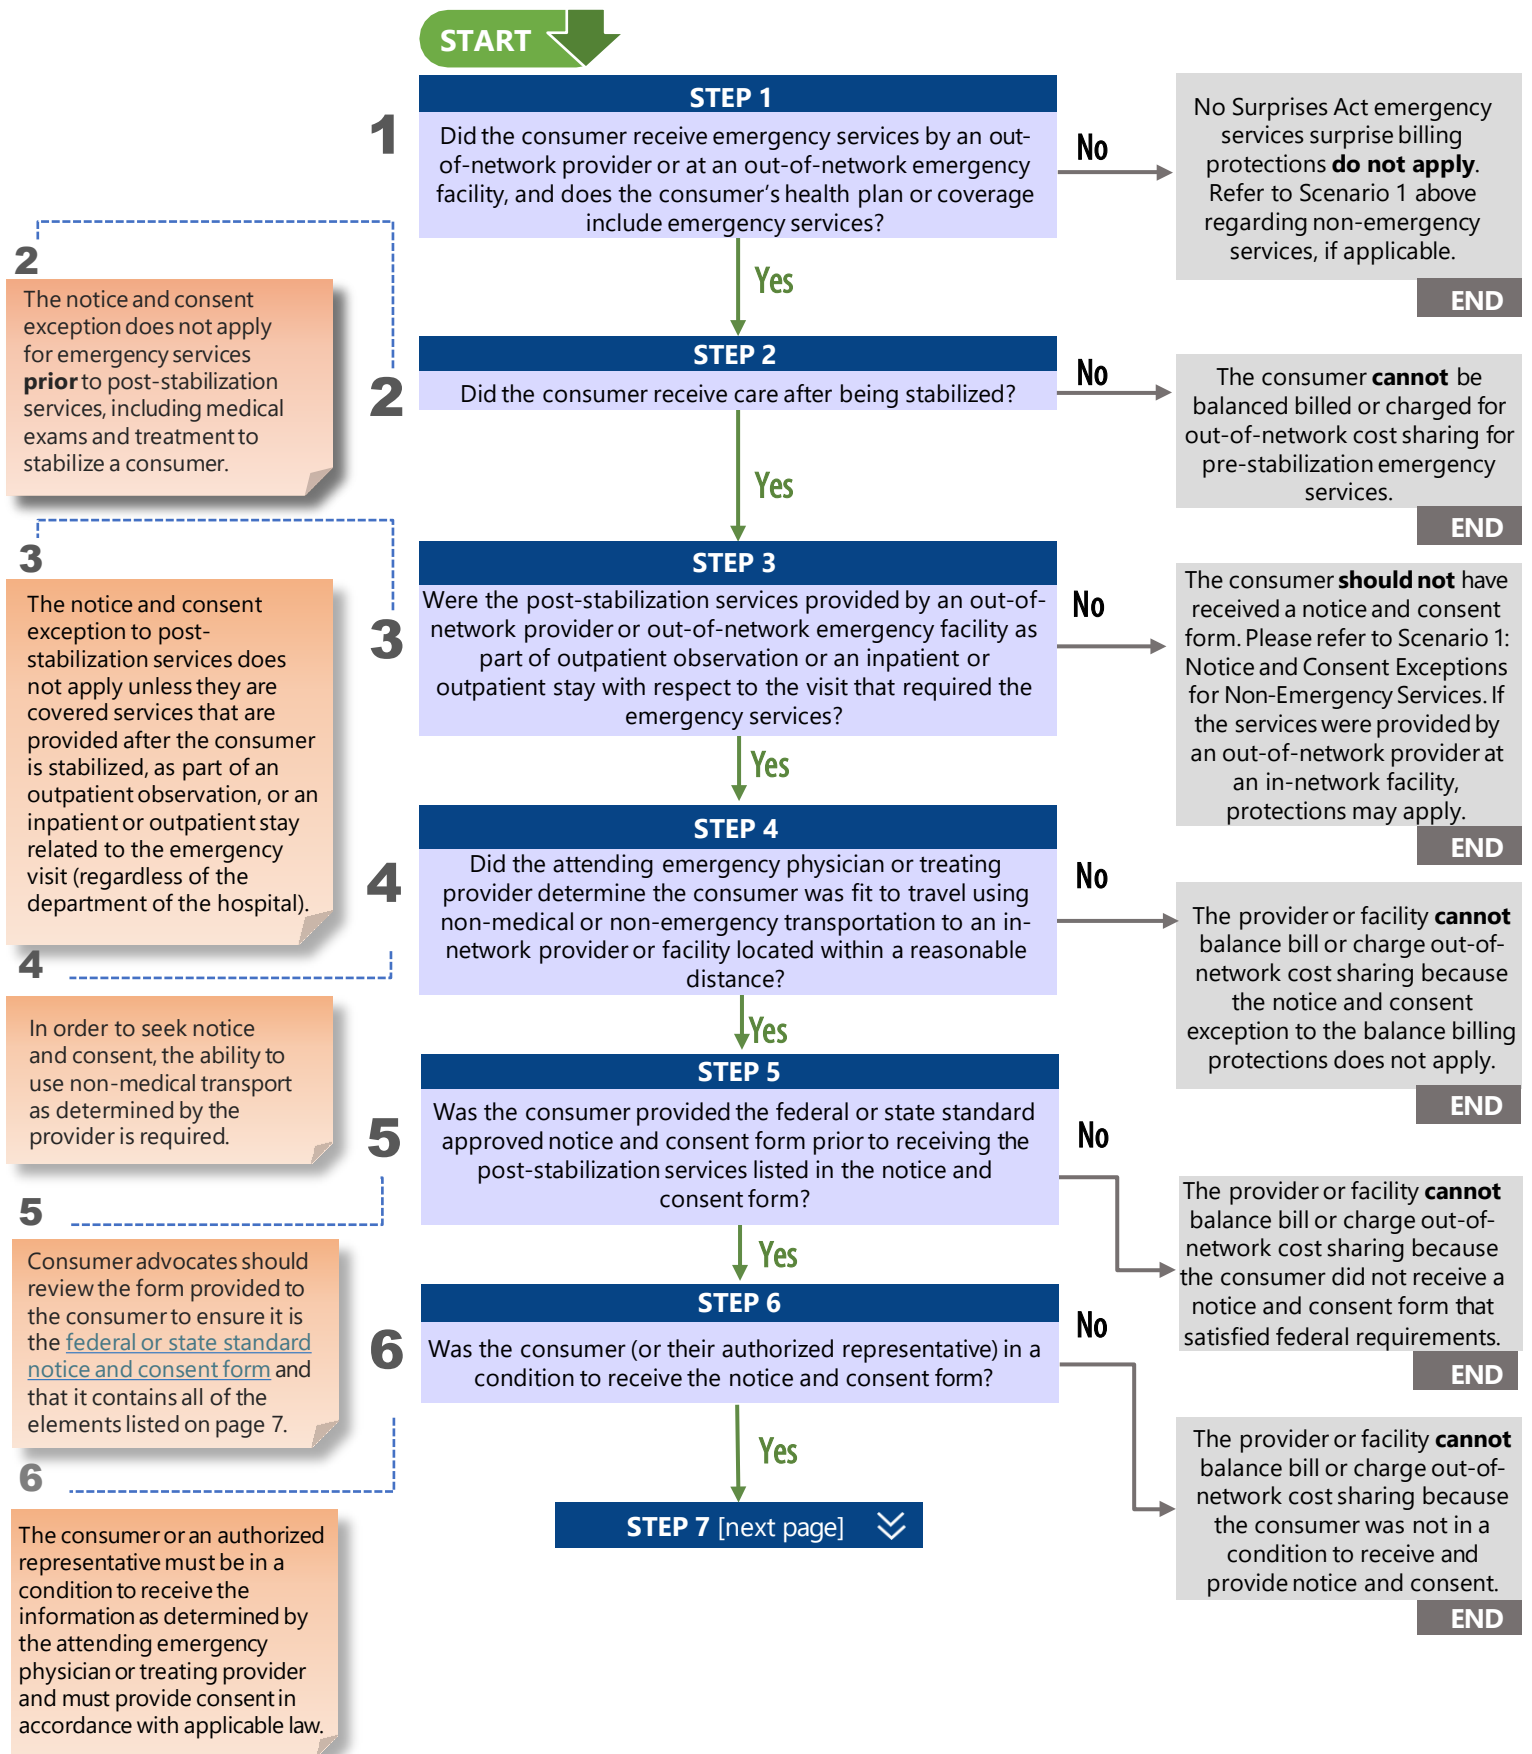 START
STEP 1
1
Did the consumer receive emergency services by an out-
of-network provider or at an out-of-network emergency
facility, and does the consumer's health plan or coverage
include emergency services?
No
No Surprises Act emergency
services surprise billing
protections do not apply.
Refer to Scenario 1 above
regarding non-emergency
services, if applicable.
END
Yes
2
The notice and consent
exception does not apply
for emergency services
prior to post-stabilization
services, including medical
exams and treatment to
stabilize a consumer.
STEP 2
2
Did the consumer receive care after being stabilized?
No
The consumer cannot be
balanced billed or charged for
out-of-network cost sharing for
pre-stabilization emergency
services.
END
Yes
3
The notice and consent
exception to post-
stabilization services does
not apply unless they are
covered services that are
provided after the consumer
is stabilized, as part of an
outpatient observation, or an
inpatient or outpatient stay
related to the emergency
visit (regardless of the
department of the hospital).
STEP 3
3
Were the post-stabilization services provided by an out-of-
network provider or out-of-network emergency facility as
part of outpatient observation or an inpatient or
outpatient stay with respect to the visit that required the
emergency services?
No
The consumer should not have
received a notice and consent
form. Please refer to Scenario 1:
Notice and Consent Exceptions
for Non-Emergency Services. If
the services were provided by
an out-of-network provider at
an in-network facility,
protections may apply.
END
Yes
4
In order to seek notice
and consent, the ability to
use non-medical transport
as determined by the
provider is required.
STEP 4
4
Did the attending emergency physician or treating
provider determine the consumer was fit to travel using
non-medical or non-emergency transportation to an in-
network provider or facility located within a reasonable
distance?
No
The provider or facility cannot
balance bill or charge out-of-
network cost sharing because
the notice and consent
exception to the balance billing
protections does not apply.
END
Yes
5
Consumer advocates should
review the form provided to
the consumer to ensure it is
the federal or state standard
notice and consent form and
that it contains all of the
elements listed on page 7.
STEP 5
5
Was the consumer provided the federal or state standard
approved notice and consent form prior to receiving the
post-stabilization services listed in the notice and
consent form?
No
The provider or facility cannot
balance bill or charge out-of-
network cost sharing because
the consumer did not receive a
notice and consent form that
satisfied federal requirements.
END
Yes
6
The consumer or an authorized
representative must be in a
condition to receive the
information as determined by
the attending emergency
physician or treating provider
and must provide consent in
accordance with applicable law.
STEP 6
6
Was the consumer (or their authorized representative) in a
condition to receive the notice and consent form?
No
The provider or facility cannot
balance bill or charge out-of-
network cost sharing because
the consumer was not in a
condition to receive and
provide notice and consent.
END
Yes
STEP 7 [next page]